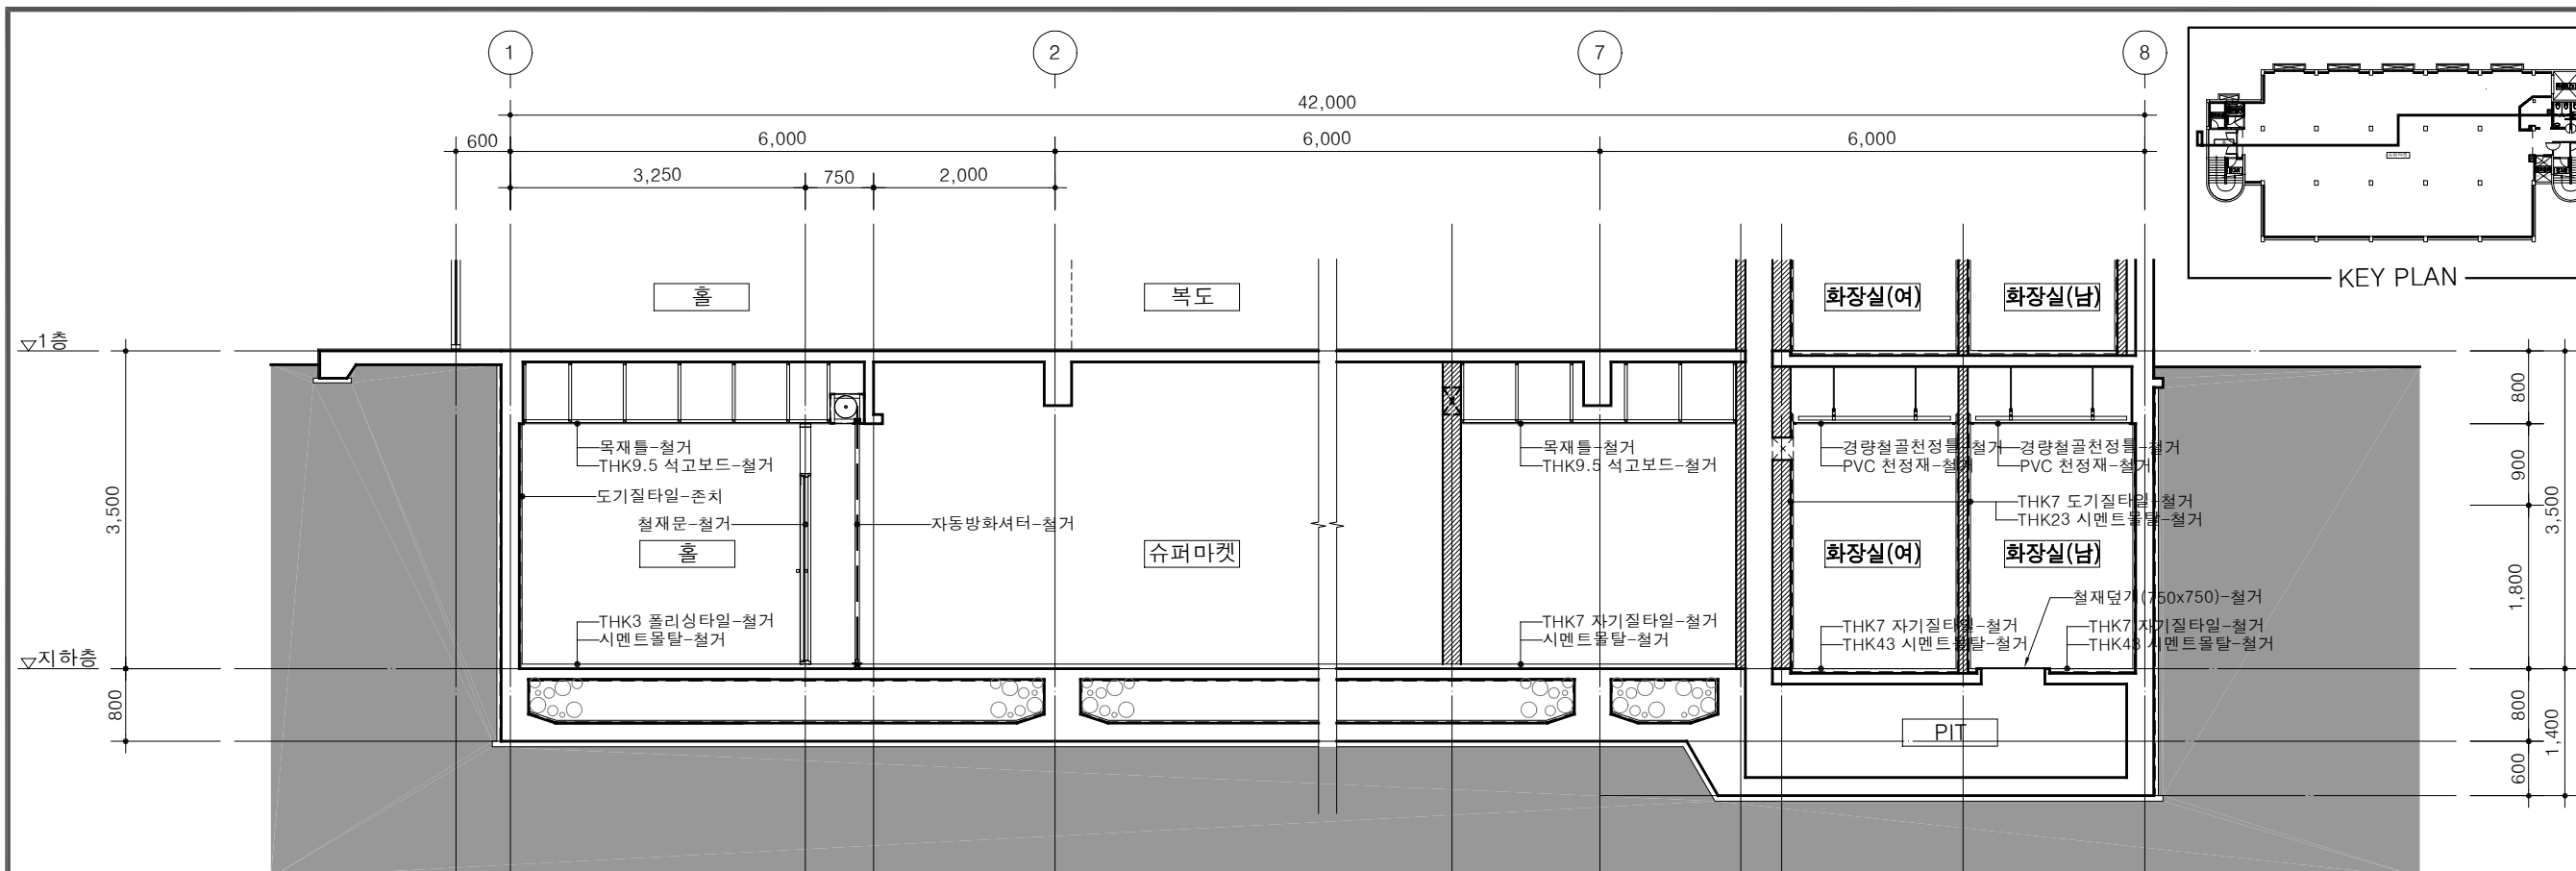 1
2
7
8
42,000
600
6,000
6,000
6,000
3,250
750
2,000
KEY PLAN
홀
복도
화장실(여)
화장실(남)
▽1층
800
목재틀-철거
THK9.5 석고보드-철거
목재틀-철거
THK9.5 석고보드-철거
경량철골천정틀-철거
PVC 천정재-철거
경량철골천정틀-철거
PVC 천정재-철거
900
도기질타일-존치
THK7 도기질타일-철거
THK23 시멘트몰탈-철거
3,500
철재문-철거
자동방화셔터-철거
3,500
홀
슈퍼마켓
화장실(여)
화장실(남)
1,800
철재덮개(750x750)-철거
THK3 폴리싱타일-철거
시멘트몰탈-철거
THK7 자기질타일-철거
시멘트몰탈-철거
THK7 자기질타일-철거
THK43 시멘트몰탈-철거
THK7 자기질타일-철거
THK43 시멘트몰탈-철거
▽지하층
800
800
PIT
1,400
600